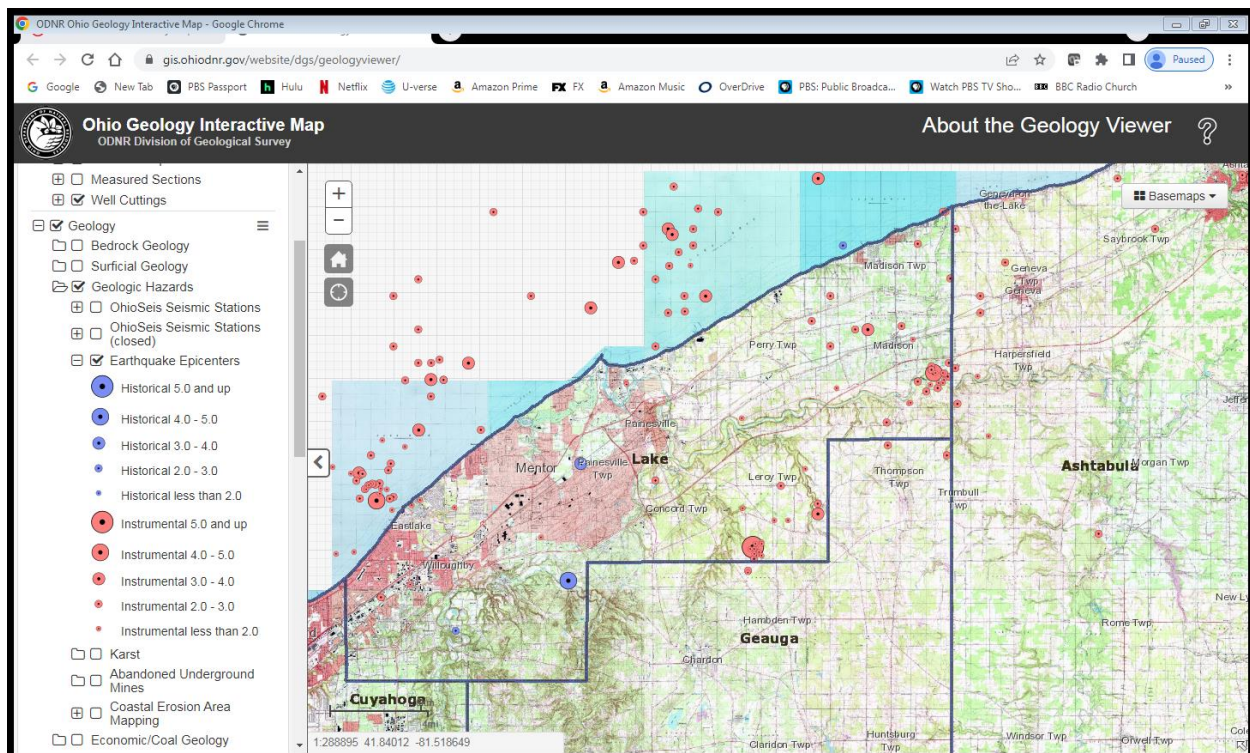 ODNR Ohio Geology Interactive Map - Google Chrome
gis.ohiodnr.gov/website/dgs/geologyviewer/
Paused
Google
New Tab
PBS Passport
Hulu
Netflix
U-verse
Amazon Prime
FX
Amazon Music
OverDrive
PBS: Public Broadca...
Watch PBS TV Sho...
BBC Radio Church
»
Ohio Geology Interactive Map
ODNR Division of Geological Survey
About the Geology Viewer
Measured Sections
Well Cuttings
Geology
Bedrock Geology
Surficial Geology
Geologic Hazards
OhioSeis Seismic Stations
OhioSeis Seismic Stations
(closed)
Earthquake Epicenters
Historical 5.0 and up
Historical 4.0 - 5.0
Historical 3.0 - 4.0
Historical 2.0 - 3.0
Historical less than 2.0
Instrumental 5.0 and up
Instrumental 4.0 - 5.0
Instrumental 3.0 - 4.0
Instrumental 2.0 - 3.0
Instrumental less than 2.0
Karst
Abandoned Underground
Mines
Coastal Erosion Area
Mapping
Economic/Coal Geology
Basemaps
Geneva-on
the-Lake
Saybrook Twp
Madison Twp
Geneva
Twp
Geneva
Perry Twp
Madison
Harpersfield
Twp
Painesville
Mentor
Painesville
Twp
Lake
Leroy Twp
Thompson
Twp
Ashtabula
Morgan Twp
Trumbull
Twp
Concord Twp
Eastlake
Willoughby
Hambden Twp
Geauga
Rome Twp
Chardon
Cuyahoga
Claridon Twp
Huntsburg
Twp
Windsor Twp
Orwell Twp
1:288895 41.84012 -81.518649